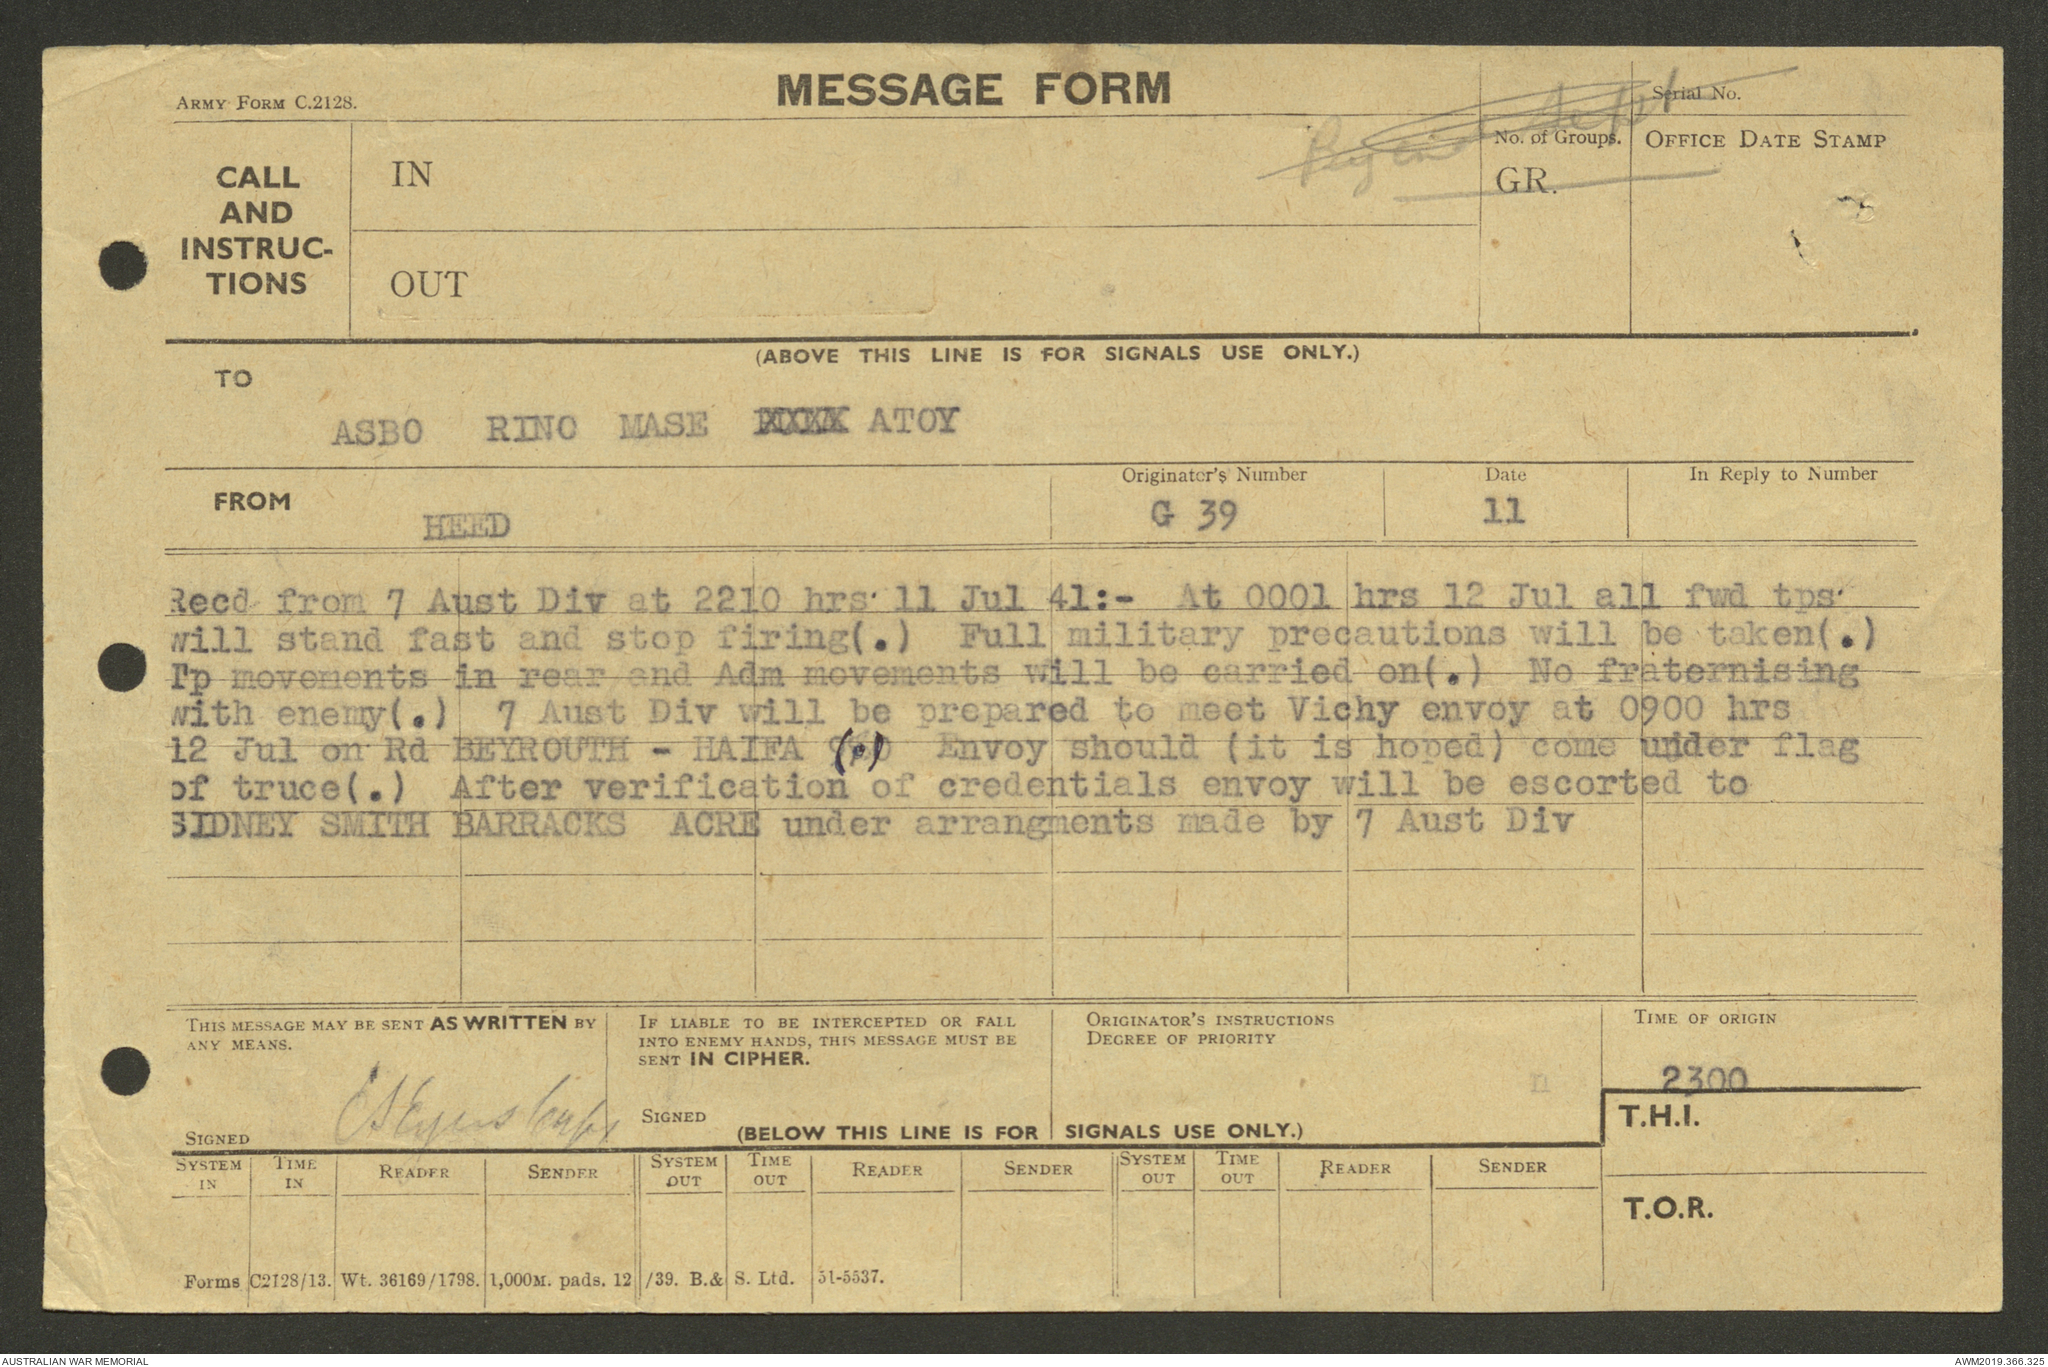 ARMY FORM C.2128.
MESSAGE FORM
Serial No.
CALL
AND
INSTRUC-
TIONS
IN
OUT
No. of Groups.
GR.
OFFICE DATE STAMP
(ABOVE THIS LINE IS FOR SIGNALS USE ONLY.)
TO
ASBO RINO MASE ATOY
FROM
HEED
Originator's Number
G 39
Date
11
In Reply to Number
Recd from 7 Aust Div at 2210 hrs 11 Jul 41:- At 0001 hrs 12 Jul all fwd tps
will stand fast and stop firing(.) Full military precautions will be taken(.)
Tp movements in rear and Adm movements will be carried on(.) No fraternising
with enemy(.) 7 Aust Div will be prepared to meet Vichy envoy at 0900 hrs
12 Jul on Rd BEYROUTH - HAIFA (.) Envoy should (it is hoped) come under flag
of truce(.) After verification of credentials envoy will be escorted to
SIDNEY SMITH BARRACKS ACRE under arrangments made by 7 Aust Div
THIS MESSAGE MAY BE SENT AS WRITTEN BY
ANY MEANS.
SIGNED
IF LIABLE TO BE INTERCEPTED OR FALL
INTO ENEMY HANDS, THIS MESSAGE MUST BE
SENT IN CIPHER.
SIGNED
ORIGINATOR'S INSTRUCTIONS
DEGREE OF PRIORITY
n
TIME OF ORIGIN
2300
(BELOW THIS LINE IS FOR SIGNALS USE ONLY.)
T.H.I.
T.O.R.
SYSTEM IN TIME IN READER SENDER SYSTEM OUT TIME OUT READER SENDER SYSTEM OUT TIME OUT READER SENDER
Forms C2128/13. Wt. 36169/1798. 1,000M. pads. 12/39. B.& S. Ltd. 51-5537.
AUSTRALIAN WAR MEMORIAL
AWM2019.366.325